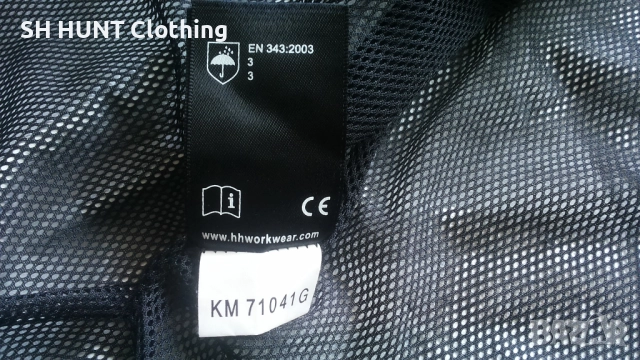 SH HUNT Clothing
EN 343:2003
3
3
i
CE
www.hhworkwear.com
KM 71041G